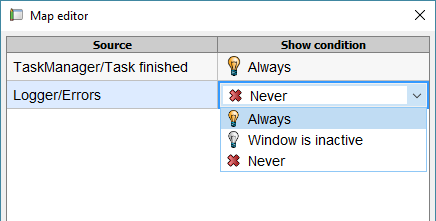 Map editor
Source Show condition
TaskManager/Task finished Always
Logger/Errors Never
Always
Window is inactive
Never